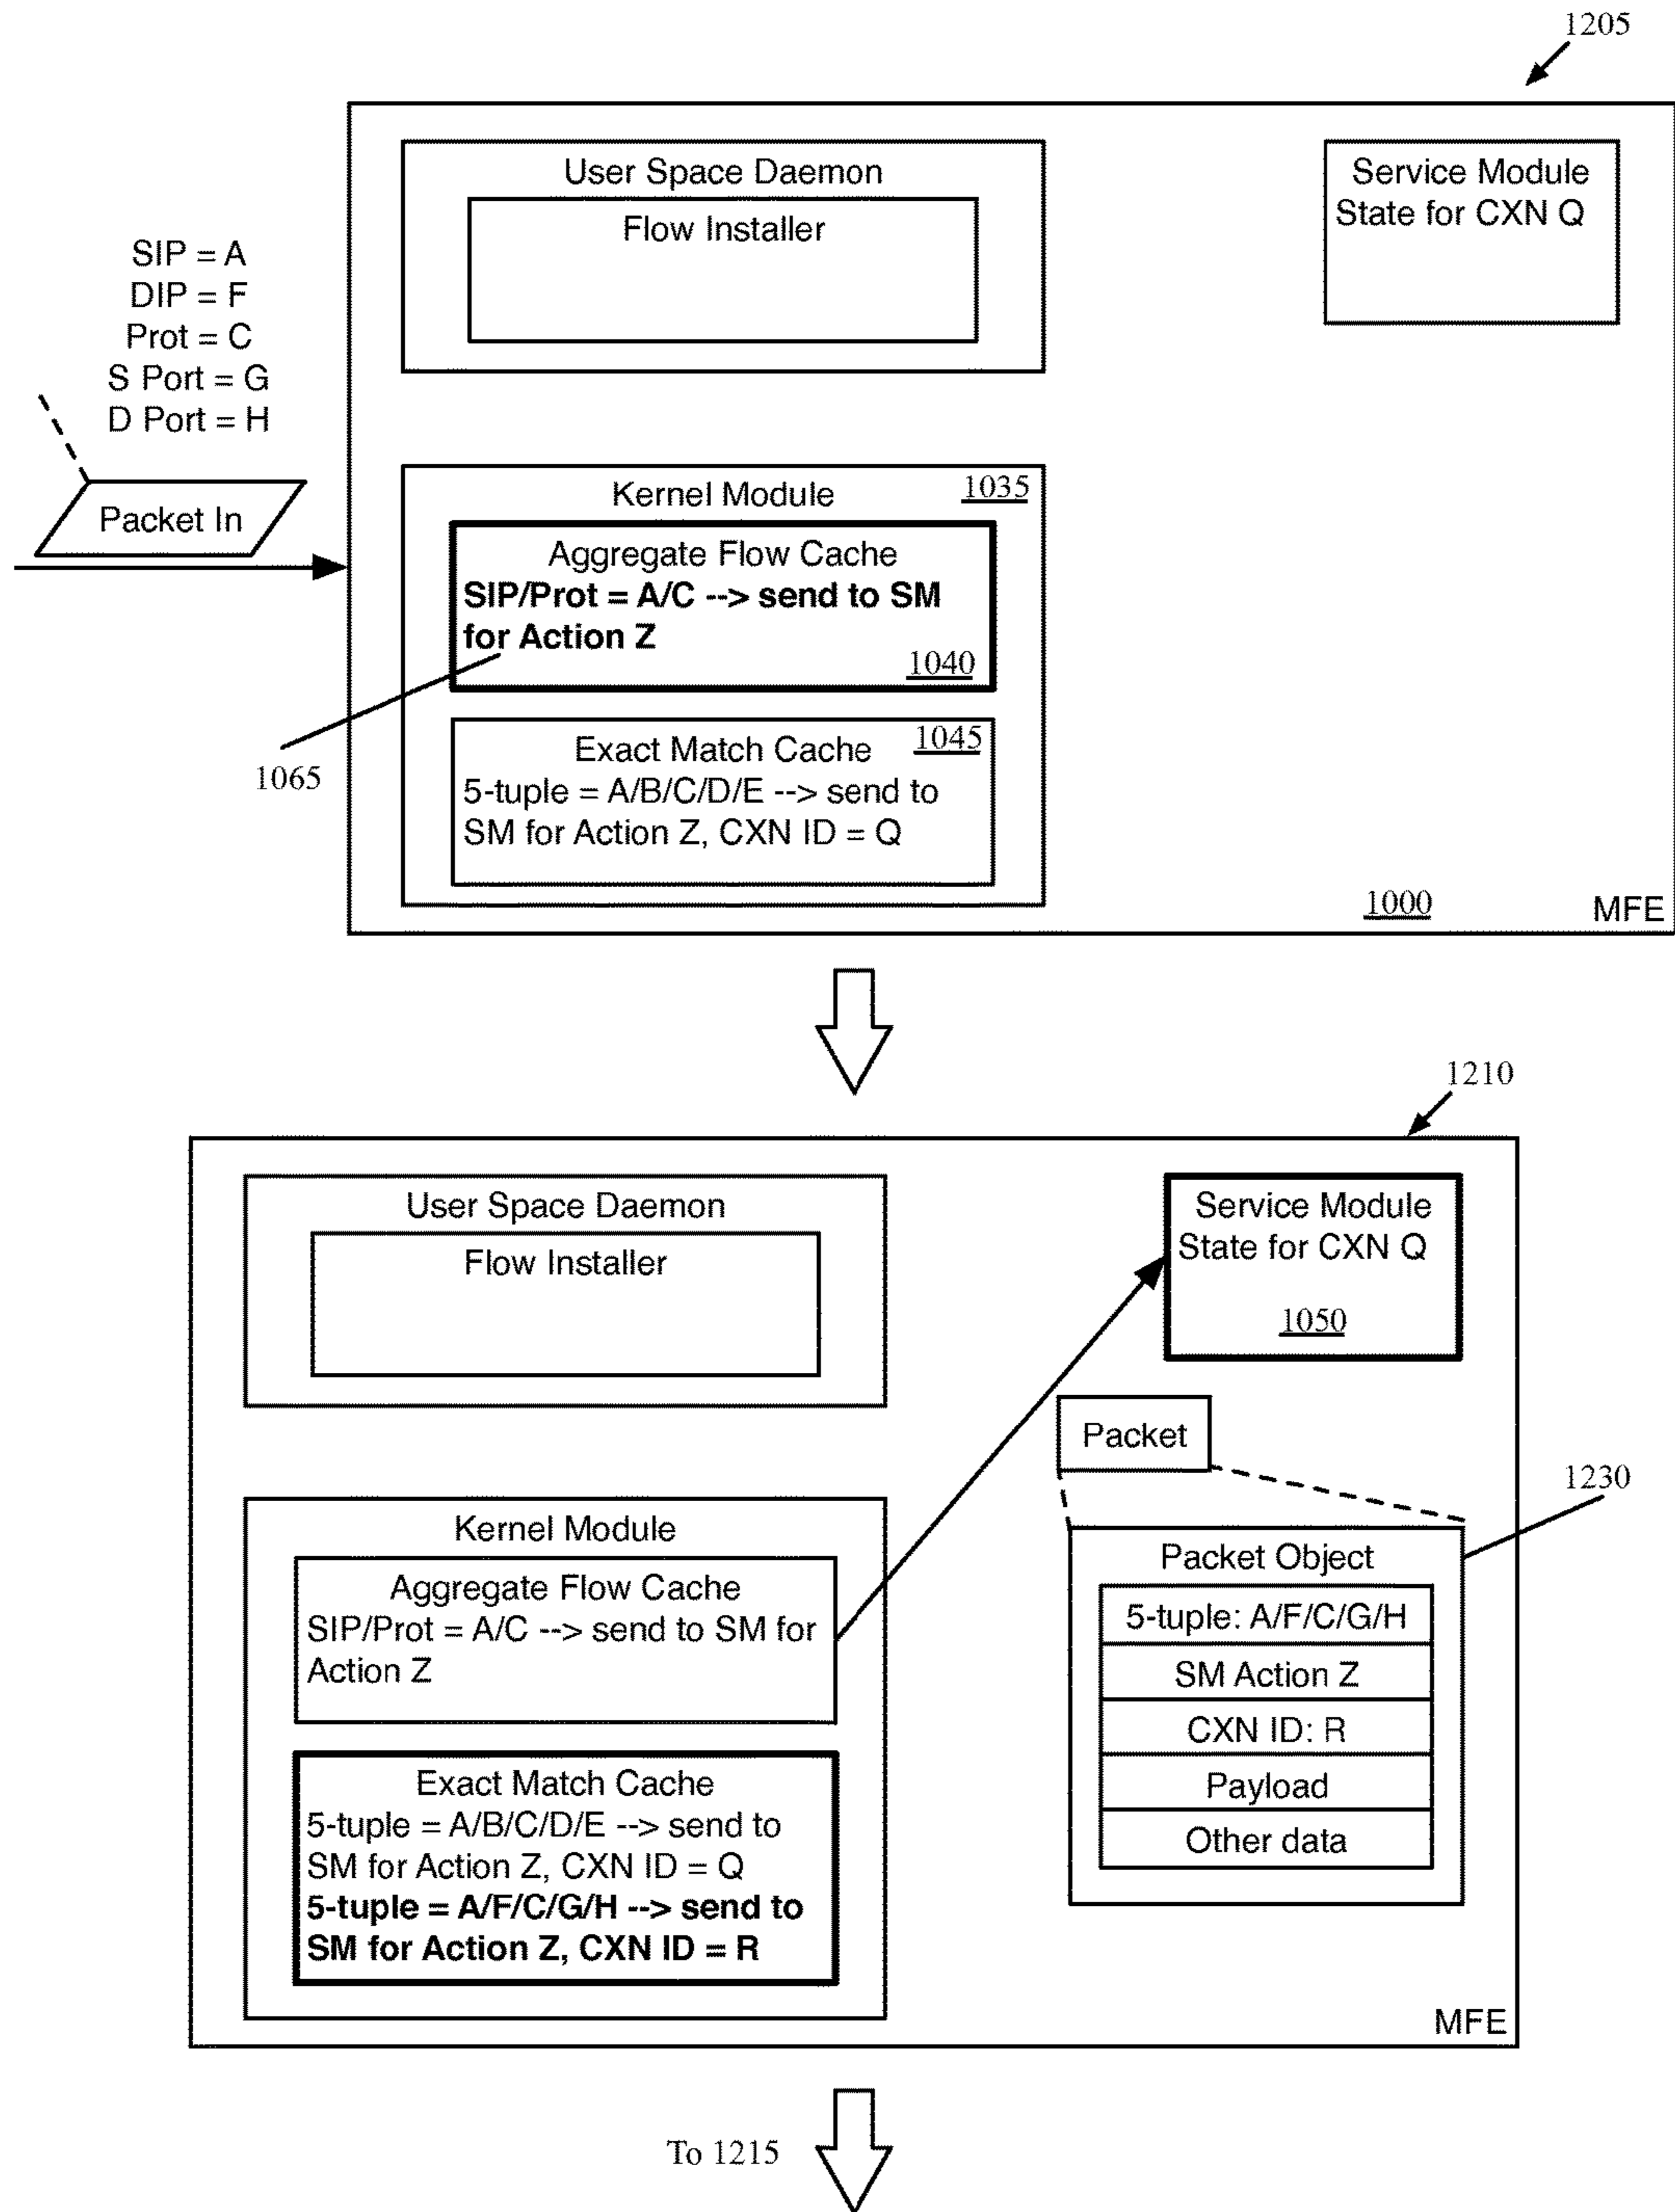 1205
User Space Daemon
Flow Installer
Service Module
State for CXN Q
SIP = A
DIP = F
Prot = C
S Port = G
D Port = H
Packet In
Kernel Module
1035
Aggregate Flow Cache
SIP/Prot = A/C --> send to SM
for Action Z
1040
1065
Exact Match Cache
1045
5-tuple = A/B/C/D/E --> send to
SM for Action Z, CXN ID = Q
1000
MFE
1210
User Space Daemon
Flow Installer
Service Module
State for CXN Q
1050
Packet
1230
Kernel Module
Aggregate Flow Cache
SIP/Prot = A/C --> send to SM for
Action Z
Exact Match Cache
5-tuple = A/B/C/D/E --> send to
SM for Action Z, CXN ID = Q
5-tuple = A/F/C/G/H --> send to
SM for Action Z, CXN ID = R
Packet Object
5-tuple: A/F/C/G/H
SM Action Z
CXN ID: R
Payload
Other data
MFE
To 1215